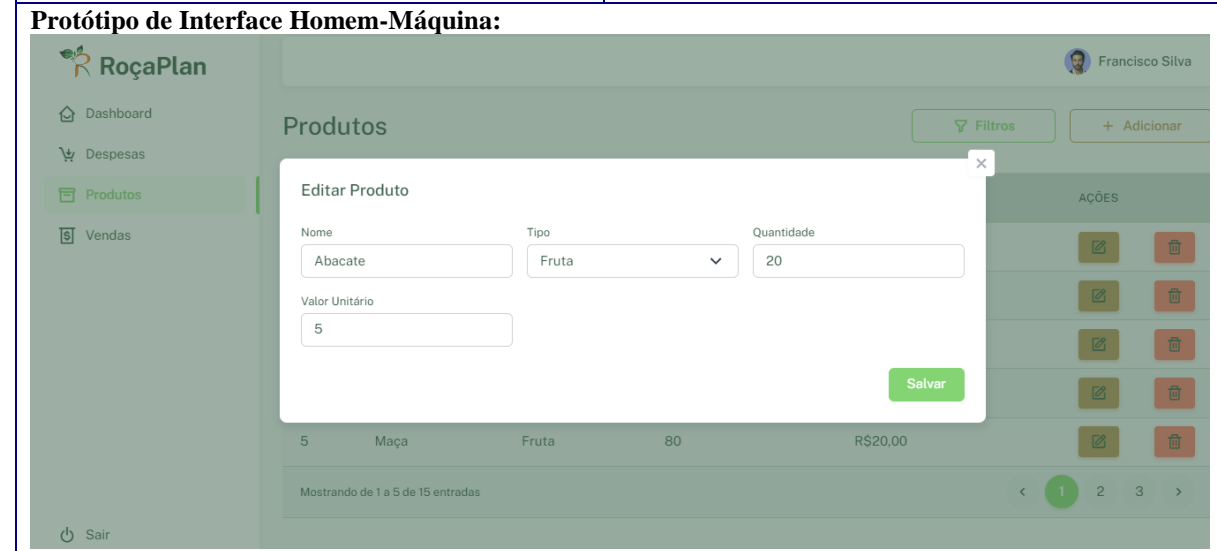 Protótipo de Interface Homem-Máquina:
RoçaPlan
Francisco Silva
Dashboard
Despesas
Produtos
Vendas
Sair
Produtos
Filtros
+ Adicionar
Editar Produto
Nome Tipo Quantidade
Abacate Fruta 20
Valor Unitário
5
Salvar
AÇÕES
5 Maça Fruta 80 R$20,00
Mostrando de 1 a 5 de 15 entradas
< 1 2 3 >